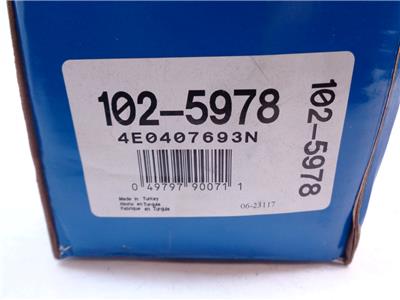 102-5978
4E0407693N
0 49797 90071 1
Made in Turkey
Hecho en Turquía
Fabriqué en Turquie
06-23117
102-5978